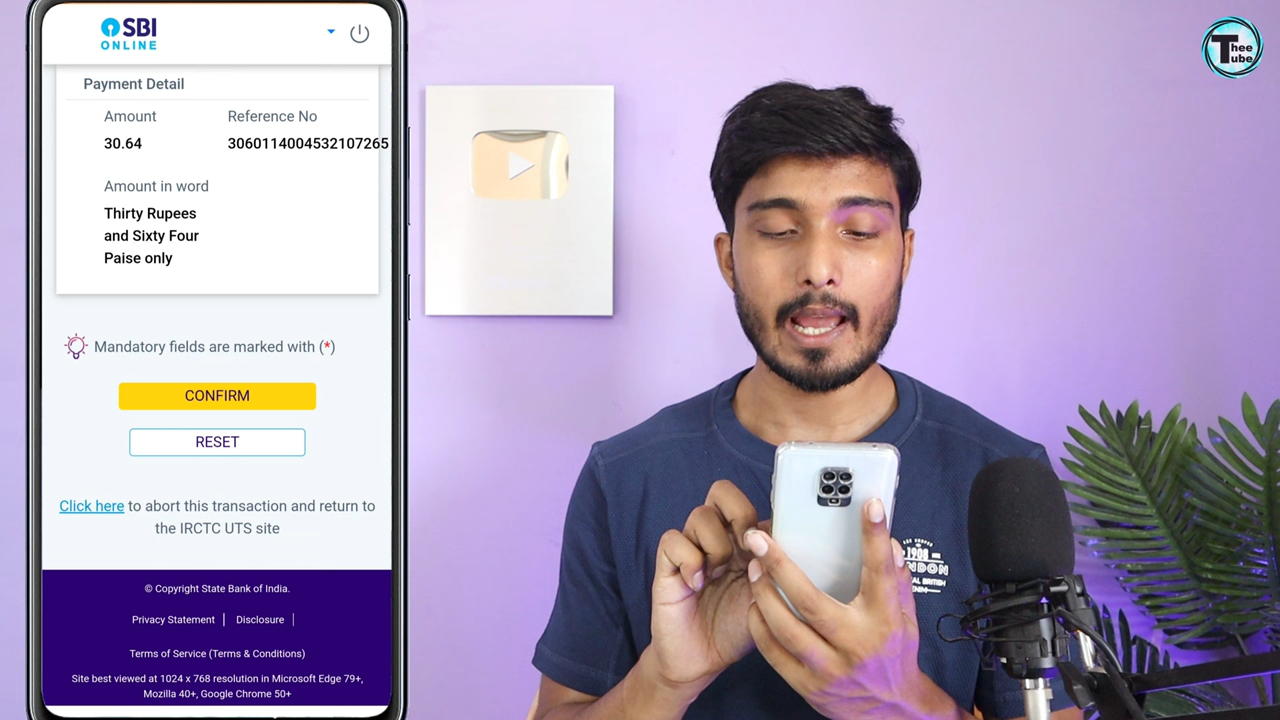 SBI
ONLINE
Payment Detail
Amount
Reference No
30.64
3060114004532107265
Amount in word
Thirty Rupees
and Sixty Four
Paise only
Mandatory fields are marked with (*)
CONFIRM
RESET
Click here to abort this transaction and return to
the IRCTC UTS site
© Copyright State Bank of India.
Privacy Statement | Disclosure |
Terms of Service (Terms & Conditions)
Site best viewed at 1024 x 768 resolution in Microsoft Edge 79+,
Mozilla 40+, Google Chrome 50+
Thee
Tube
1908